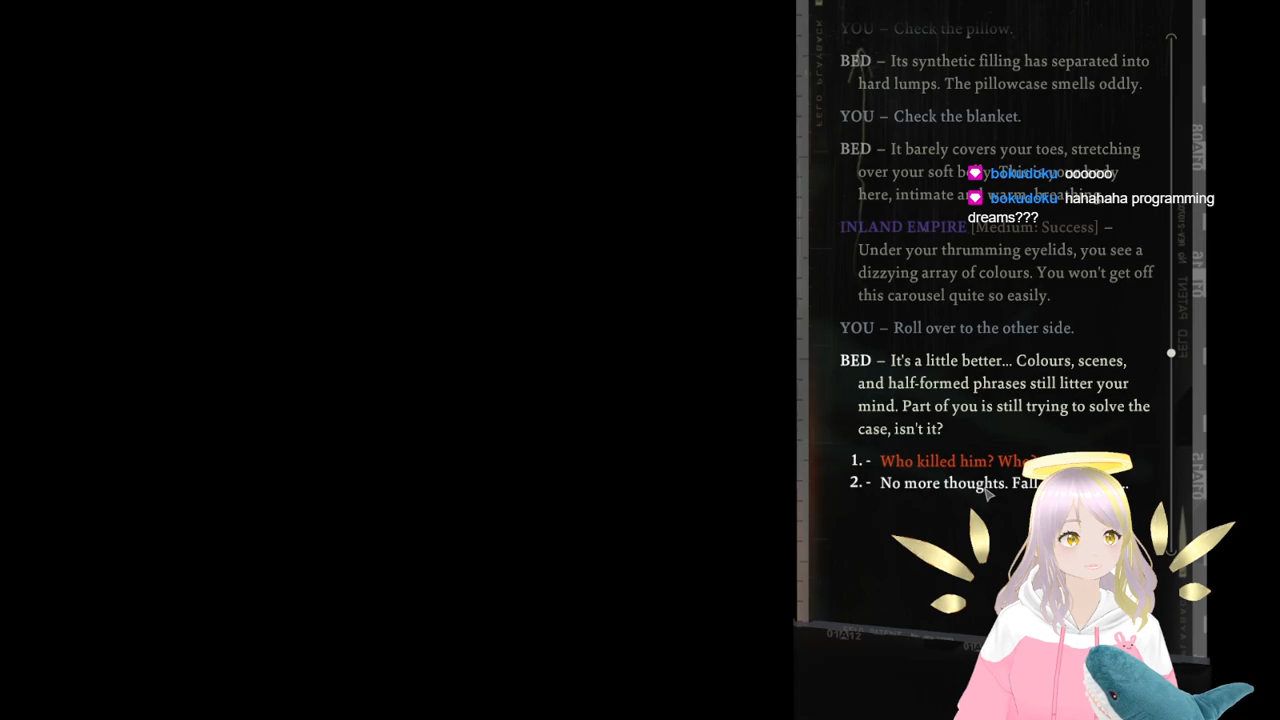 YOU – Check the pillow.
BED – Its synthetic filling has separated into
hard lumps. The pillowcase smells oddly.
YOU – Check the blanket.
BED – It barely covers your toes, stretching
over your soft
here, intimate
bokudoku oooooo
bokudoku hahahaha programming
dreams???
INLAND EMPIRE [Medium: Success] –
Under your thrumming eyelids, you see a
dizzying array of colours. You won't get off
this carousel quite so easily.
YOU – Roll over to the other side.
BED – It's a little better... Colours, scenes,
and half-formed phrases still litter your
mind. Part of you is still trying to solve the
case, isn't it?
1. - Who killed him?
2. - No more thoughts.
FELD PLAYBACK
FELD PATENT